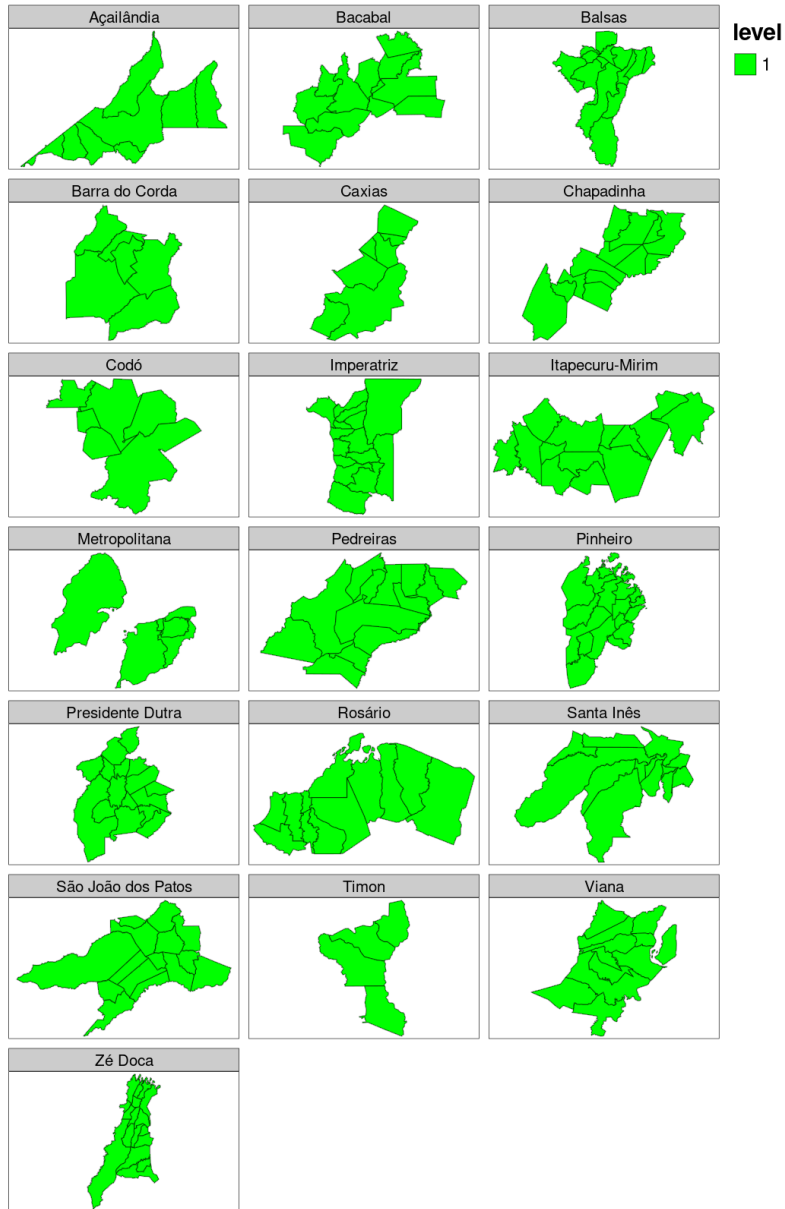 Açailândia
Bacabal
Balsas
level
1
Barra do Corda
Caxias
Chapadinha
Codó
Imperatriz
Itapecuru-Mirim
Metropolitana
Pedreiras
Pinheiro
Presidente Dutra
Rosário
Santa Inês
São João dos Patos
Timon
Viana
Zé Doca